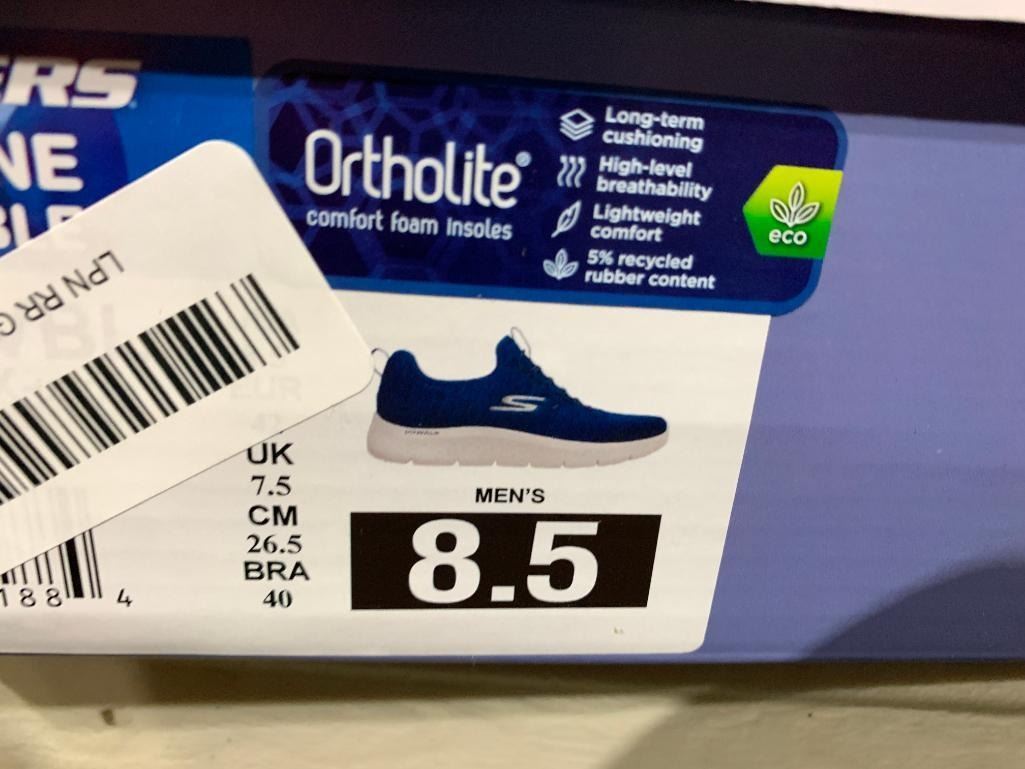 ERS
NE
Ortholite®
comfort foam insoles
Long-term
cushioning
High-level
breathability
Lightweight
comfort
5% recycled
rubber content
eco
LPN RR
EUR
UK
7.5
CM
26.5
BRA
40
188 4
MEN'S
8.5